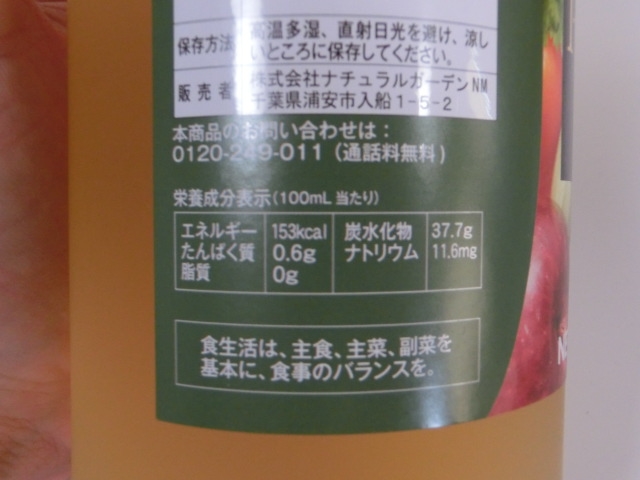 保存方法 高温多湿、直射日光を避け、涼し
いところに保存してください。
販売者 株式会社ナチュラルガーデンNM
千葉県浦安市入船1-5-2
本商品のお問い合わせは：
0120-249-011（通話料無料）
栄養成分表示（100mL当たり）
エネルギー 153kcal 炭水化物 37.7g
たんぱく質 0.6g ナトリウム 11.6mg
脂質 0g
食生活は、主食、主菜、副菜を
基本に、食事のバランスを。